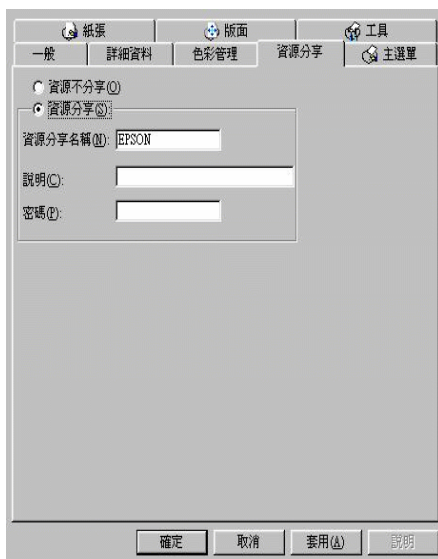 紙張 版面 工具
一般 詳細資料 色彩管理 資源分享 主選單
資源不分享(O)
資源分享(S):
資源分享名稱(N): EPSON
說明(C):
密碼(P):
確定 取消 套用(A) 說明